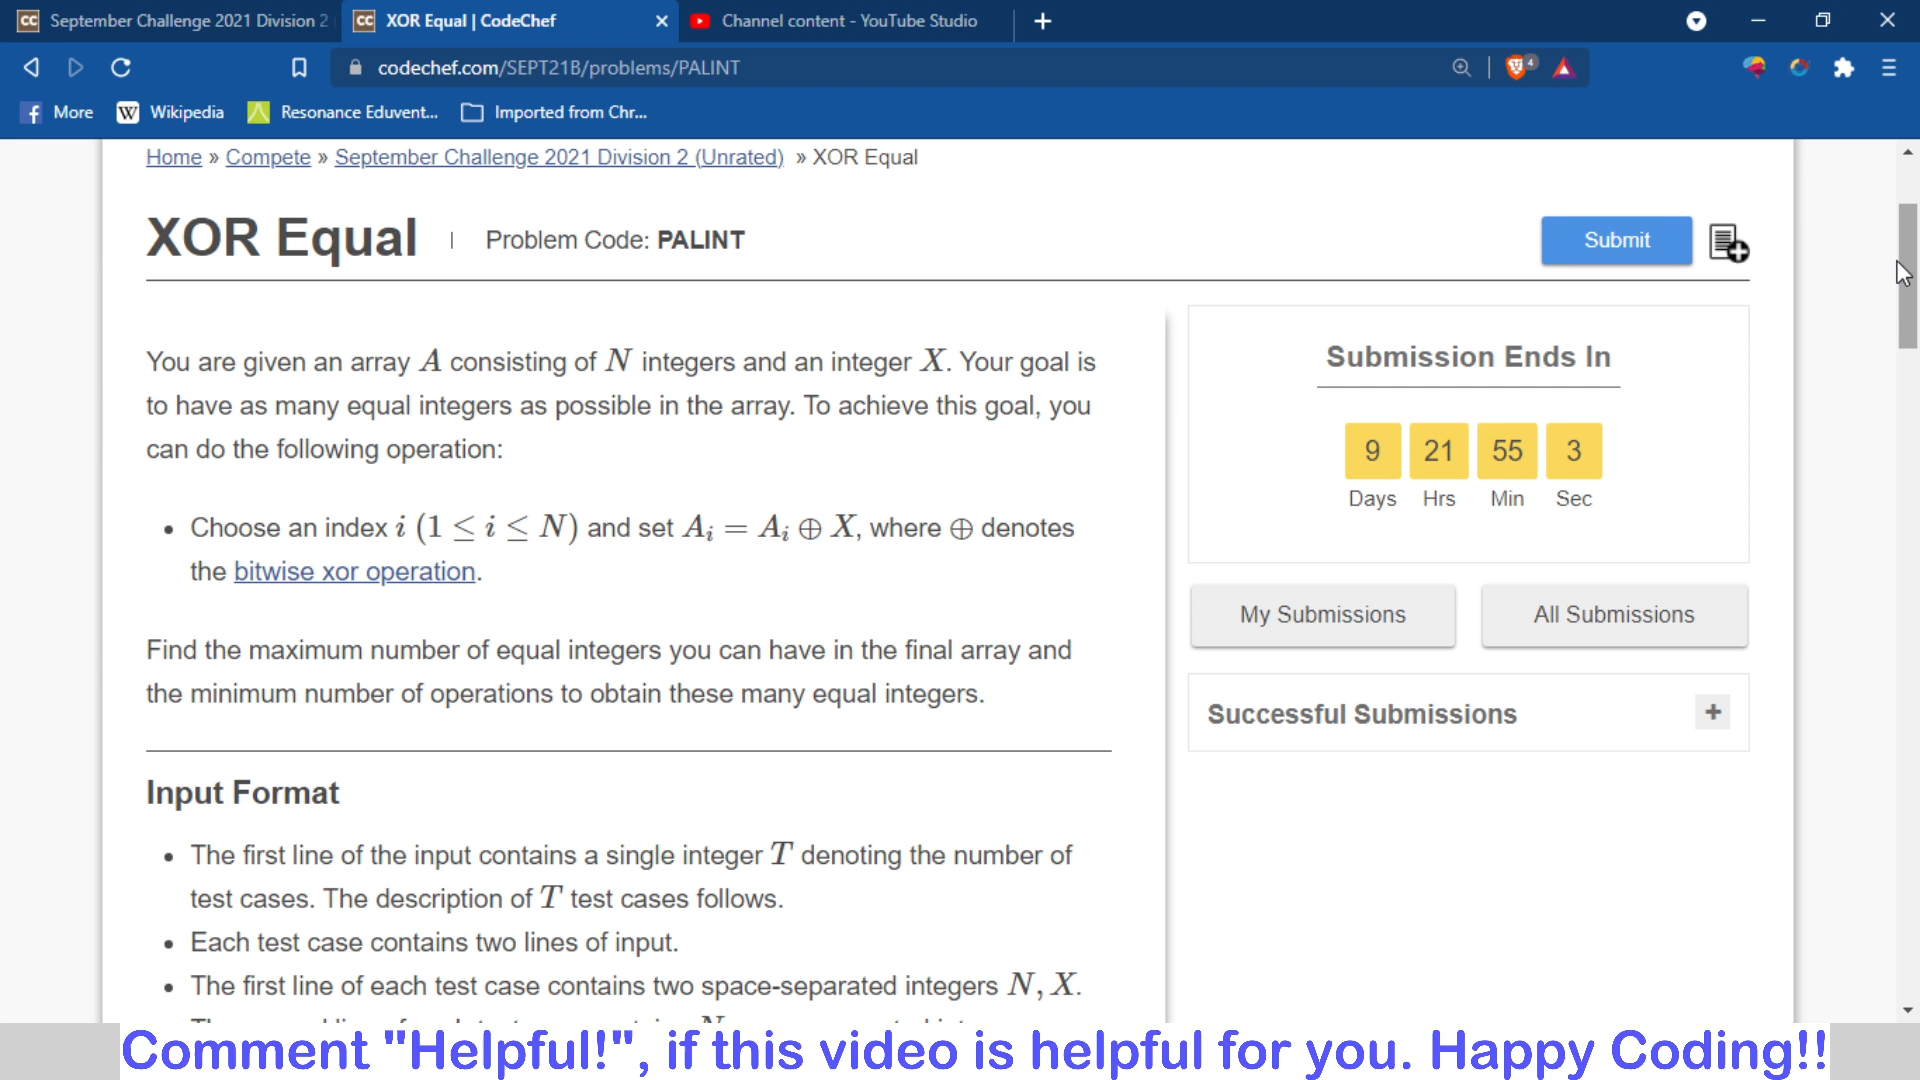 September Challenge 2021 Division 2
XOR Equal | CodeChef
Channel content - YouTube Studio
codechef.com/SEPT21B/problems/PALINT
4
More
Wikipedia
Resonance Eduvent...
Imported from Chr...
Home » Compete » September Challenge 2021 Division 2 (Unrated) » XOR Equal
XOR Equal | Problem Code: PALINT
Submit
You are given an array A consisting of N integers and an integer X. Your goal is
to have as many equal integers as possible in the array. To achieve this goal, you
can do the following operation:
• Choose an index i (1 ≤ i ≤ N) and set Aᵢ = Aᵢ ⊕ X, where ⊕ denotes
the bitwise xor operation.
Find the maximum number of equal integers you can have in the final array and
the minimum number of operations to obtain these many equal integers.
Input Format
• The first line of the input contains a single integer T denoting the number of
test cases. The description of T test cases follows.
• Each test case contains two lines of input.
• The first line of each test case contains two space-separated integers N, X.
Submission Ends In
9 21 55 3
Days Hrs Min Sec
My Submissions
All Submissions
Successful Submissions
+
Comment "Helpful!", if this video is helpful for you. Happy Coding!!